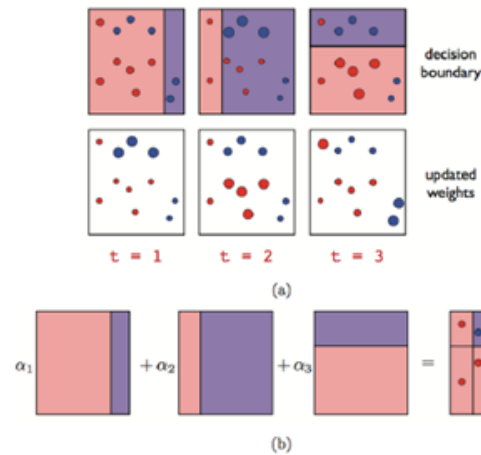 decision
boundary
updated
weights
t = 1 t = 2 t = 3
(a)
α₁ + α₂ + α₃ =
(b)